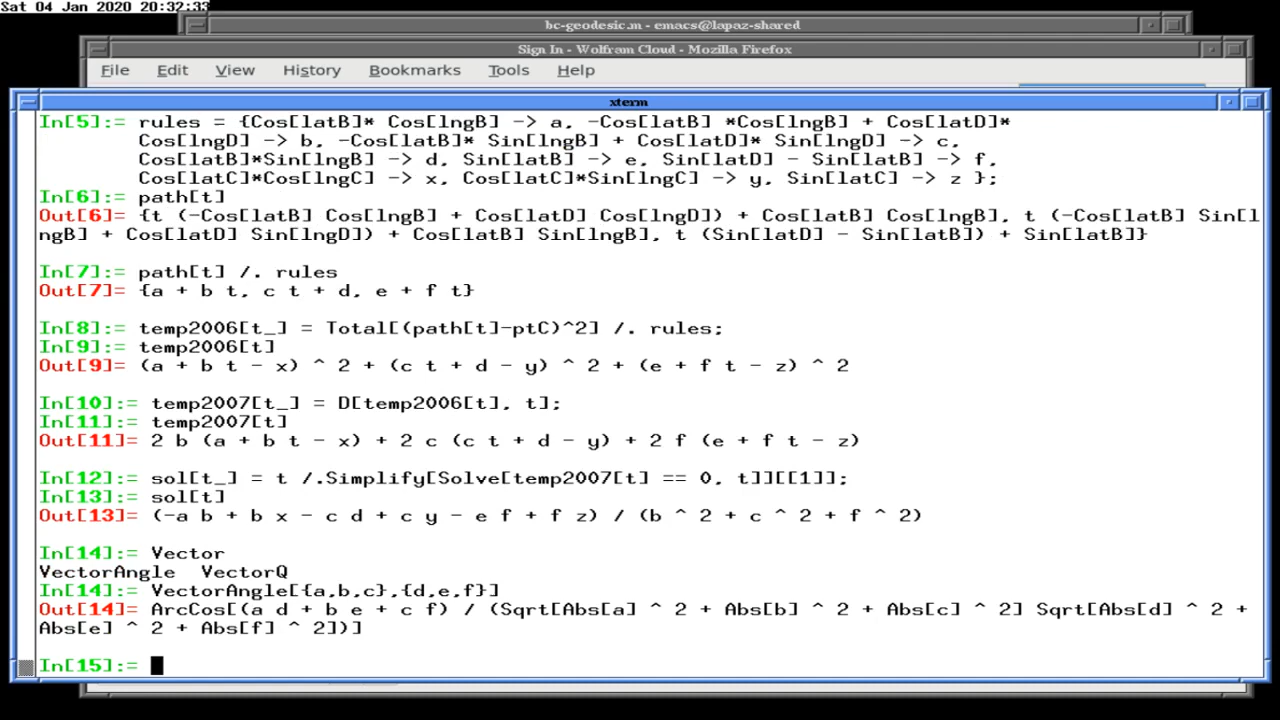 Sat 04 Jan 2020 20:32:33
bc-geodesic.m - emacs@lapaz-shared
Sign In - Wolfram Cloud - Mozilla Firefox
File Edit View History Bookmarks Tools Help
xterm
In[5]:= rules = {Cos[latB]* Cos[lngB] -> a, -Cos[latB] *Cos[lngB] + Cos[latD]*
Cos[lngD] -> b, -Cos[latB]* Sin[lngB] + Cos[latD]* Sin[lngD] -> c,
Cos[latB]*Sin[lngB] -> d, Sin[latB] -> e, Sin[latD] - Sin[latB] -> f,
Cos[latC]*Cos[lngC] -> x, Cos[latC]*Sin[lngC] -> y, Sin[latC] -> z };
In[6]:= path[t]
Out[6]= {t (-Cos[latB] Cos[lngB] + Cos[latD] Cos[lngD]) + Cos[latB] Cos[lngB], t (-Cos[latB] Sin[l
ngB] + Cos[latD] Sin[lngD]) + Cos[latB] Sin[lngB], t (Sin[latD] - Sin[latB]) + Sin[latB]}
In[7]:= path[t] /. rules
Out[7]= {a + b t, c t + d, e + f t}
In[8]:= temp2006[t_] = Total[(path[t]-ptC)^2] /. rules;
In[9]:= temp2006[t]
Out[9]= (a + b t - x) ^ 2 + (c t + d - y) ^ 2 + (e + f t - z) ^ 2
In[10]:= temp2007[t_] = D[temp2006[t], t];
In[11]:= temp2007[t]
Out[11]= 2 b (a + b t - x) + 2 c (c t + d - y) + 2 f (e + f t - z)
In[12]:= sol[t_] = t /.Simplify[Solve[temp2007[t] == 0, t]][[1]];
In[13]:= sol[t]
Out[13]= (-a b + b x - c d + c y - e f + f z) / (b ^ 2 + c ^ 2 + f ^ 2)
In[14]:= Vector
VectorAngle VectorQ
In[14]:= VectorAngle[{a,b,c},{d,e,f}]
Out[14]= ArcCos[(a d + b e + c f) / (Sqrt[Abs[a] ^ 2 + Abs[b] ^ 2 + Abs[c] ^ 2] Sqrt[Abs[d] ^ 2 +
Abs[e] ^ 2 + Abs[f] ^ 2])]
In[15]:=